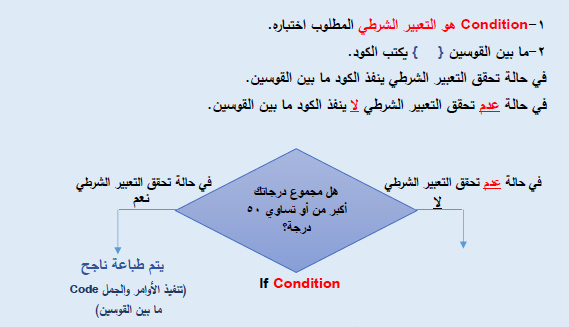 ١- Condition هو التعبير الشرطي المطلوب اختباره.
٢- ما بين القوسين { } يكتب الكود.
في حالة تحقق التعبير الشرطي ينفذ الكود ما بين القوسين.
في حالة عدم تحقق التعبير الشرطي لا ينفذ الكود ما بين القوسين.
في حالة عدم تحقق التعبير الشرطي
لا
هل مجموع درجاتك
أكبر من أو تساوي ٥٠
درجة؟
If Condition
في حالة تحقق التعبير الشرطي
نعم
يتم طباعة ناجح
(تنفيذ الأوامر والجمل Code
ما بين القوسين)